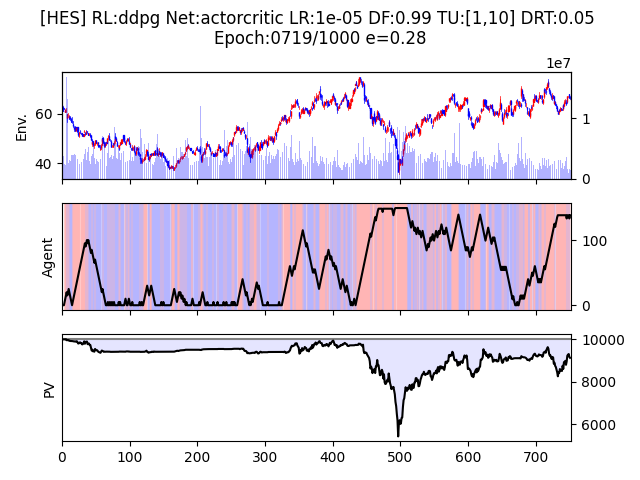 [HES] RL:ddpg Net:actorcritic LR:1e-05 DF:0.99 TU:[1,10] DRT:0.05
Epoch:0719/1000 e=0.28
1e7
Env.
60
40
1
0
Agent
100
0
PV
10000
8000
6000
0 100 200 300 400 500 600 700